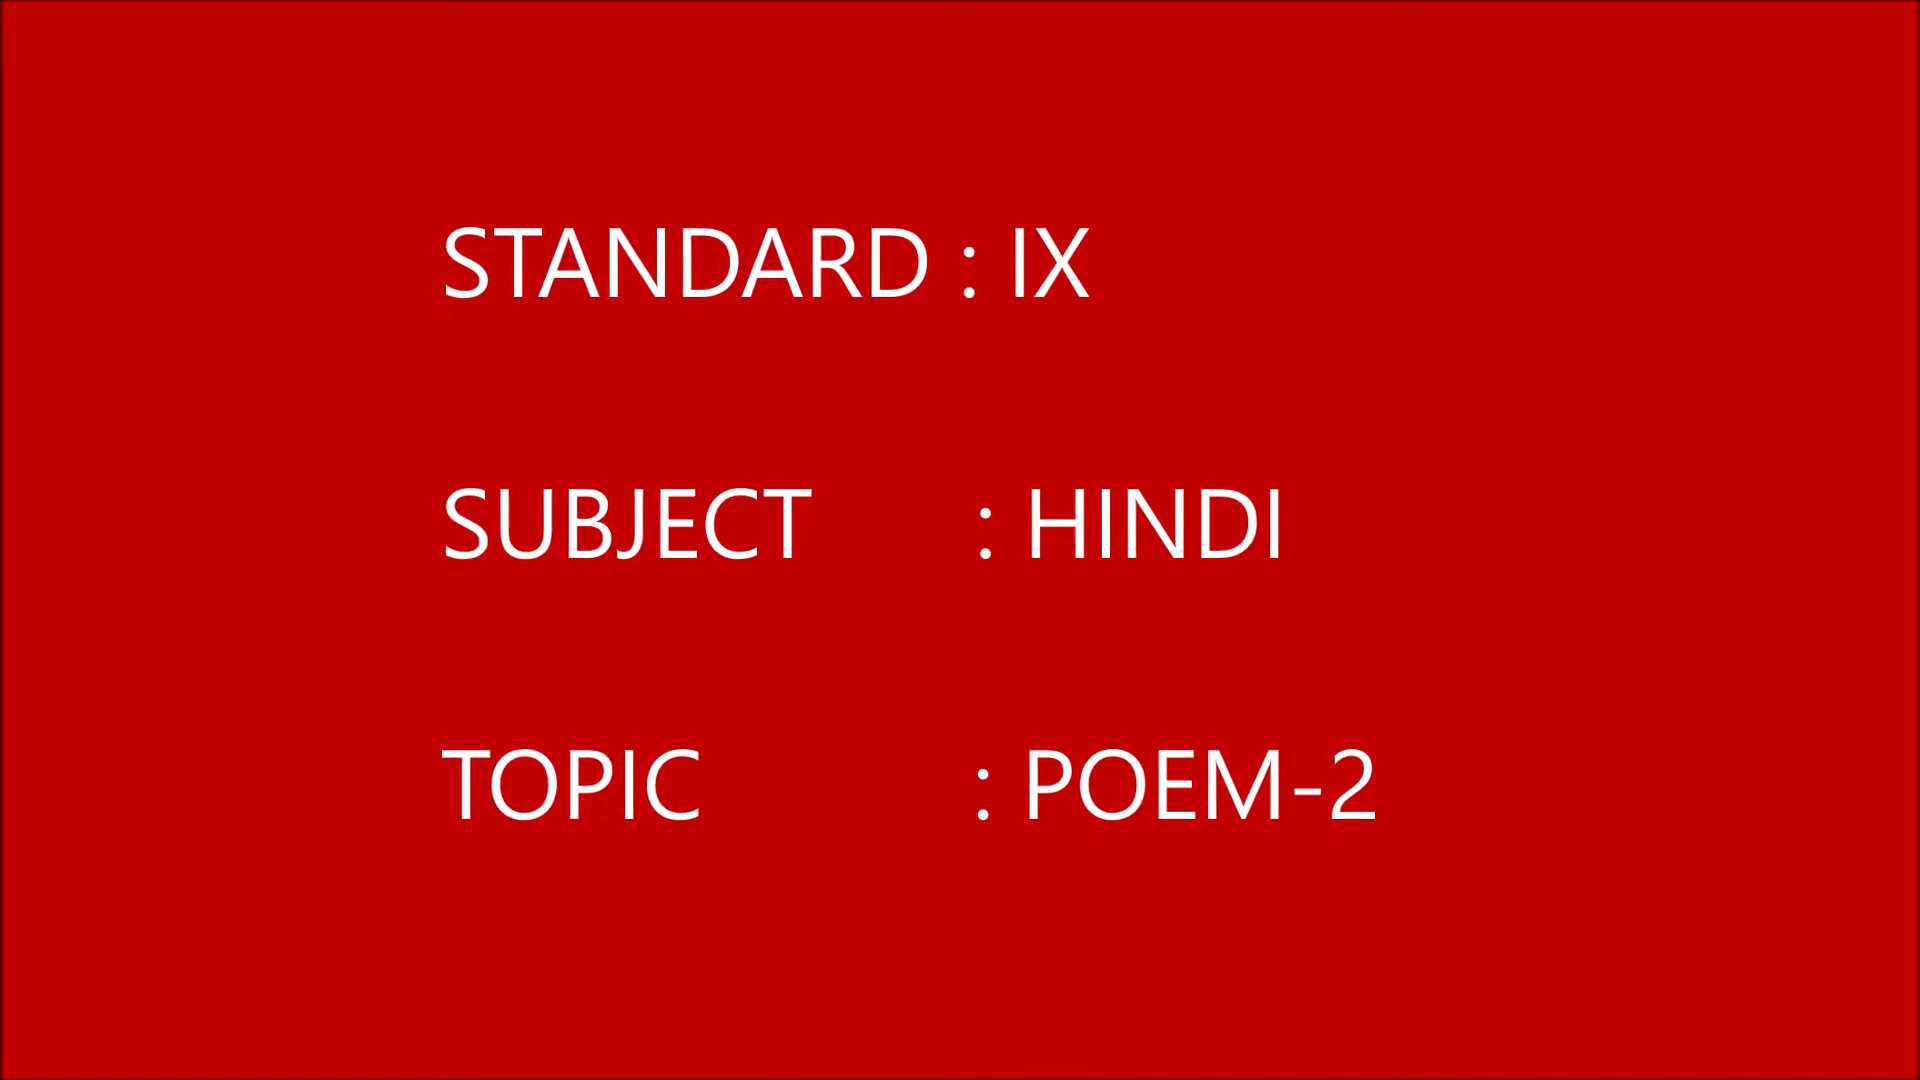 STANDARD : IX
SUBJECT : HINDI
TOPIC : POEM-2